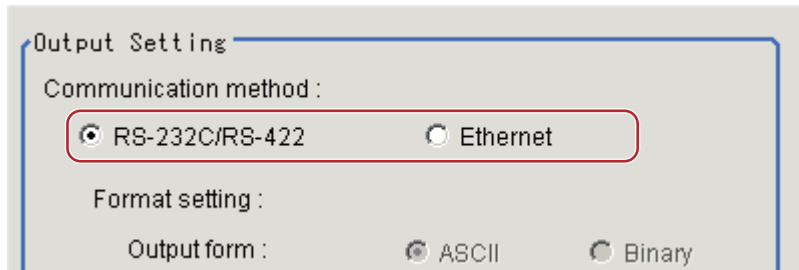 Output Setting
Communication method :
RS-232C/RS-422 Ethernet
Format setting :
Output form : ASCII Binary